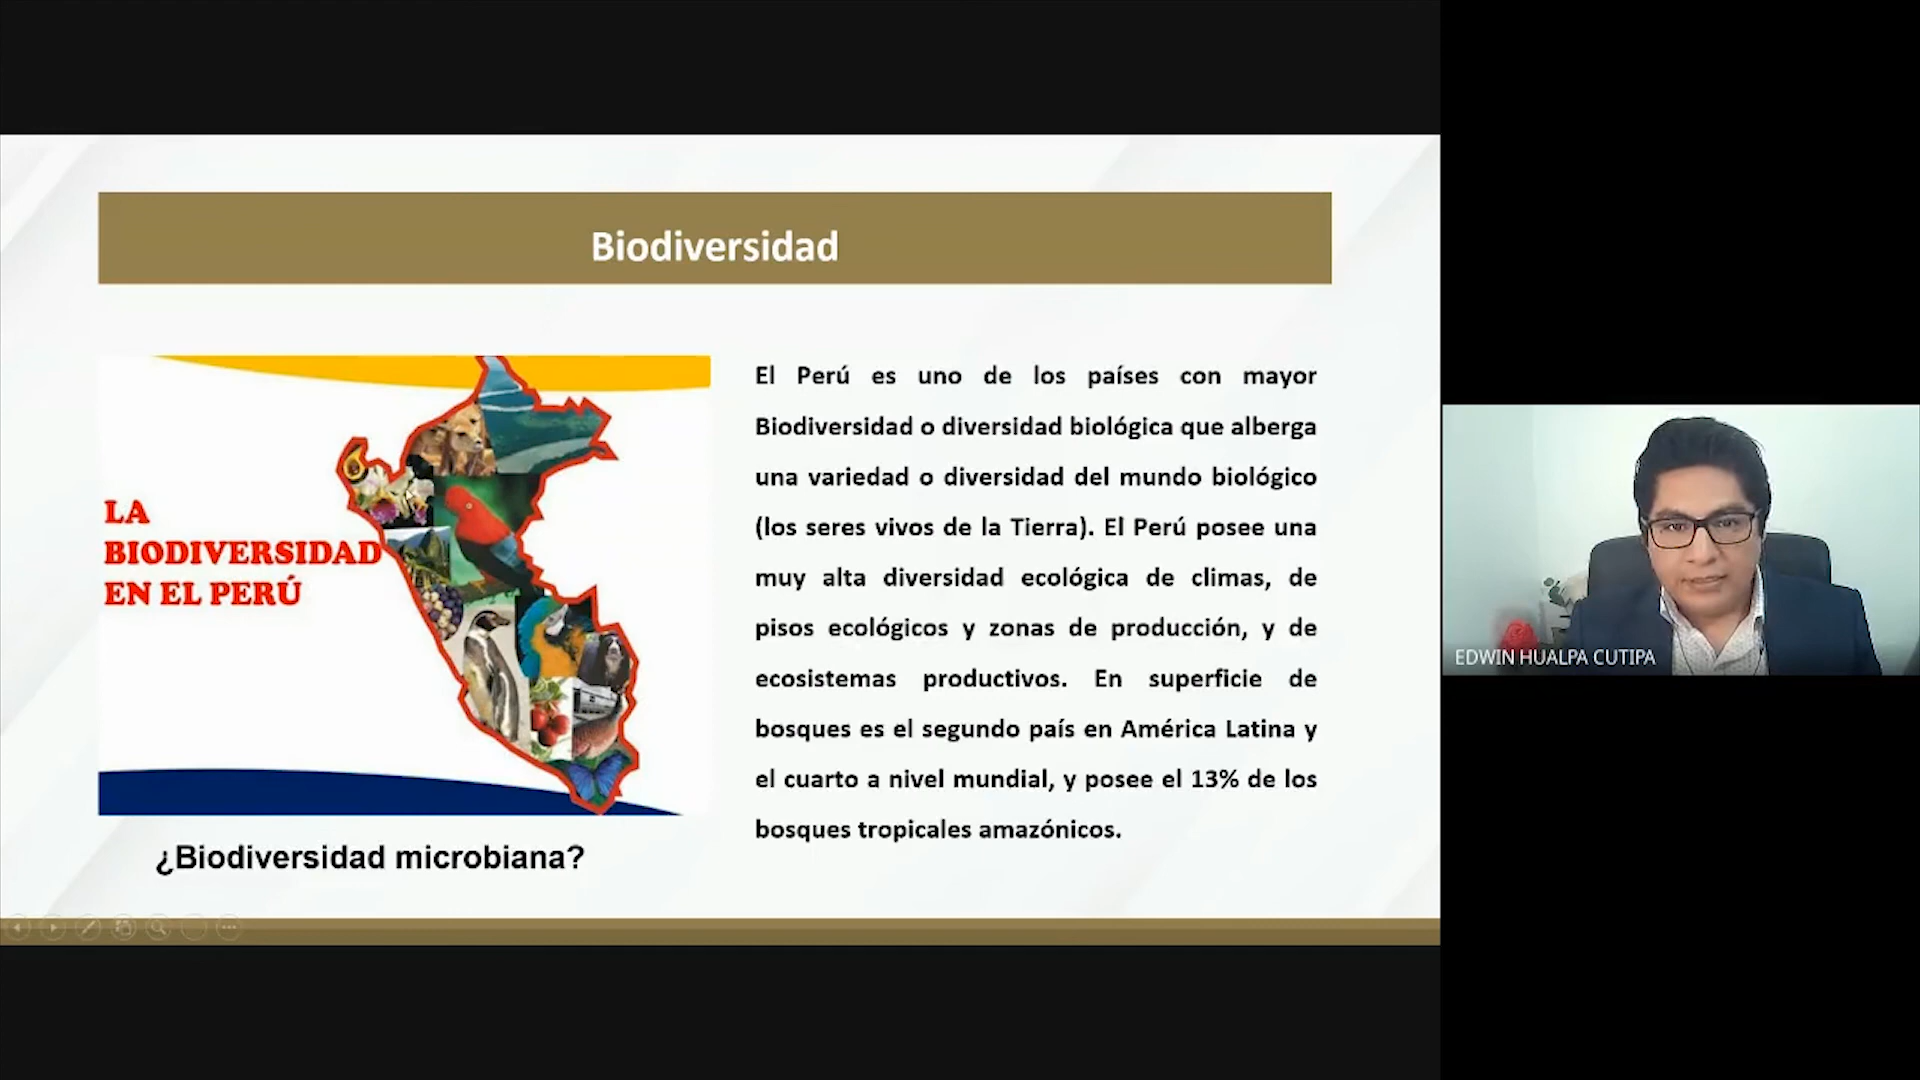 Biodiversidad
LA
BIODIVERSIDAD
EN EL PERÚ
¿Biodiversidad microbiana?
El Perú es uno de los países con mayor
Biodiversidad o diversidad biológica que alberga
una variedad o diversidad del mundo biológico
(los seres vivos de la Tierra). El Perú posee una
muy alta diversidad ecológica de climas, de
pisos ecológicos y zonas de producción, y de
ecosistemas productivos. En superficie de
bosques es el segundo país en América Latina y
el cuarto a nivel mundial, y posee el 13% de los
bosques tropicales amazónicos.
EDWIN HUALPA CUTIPA